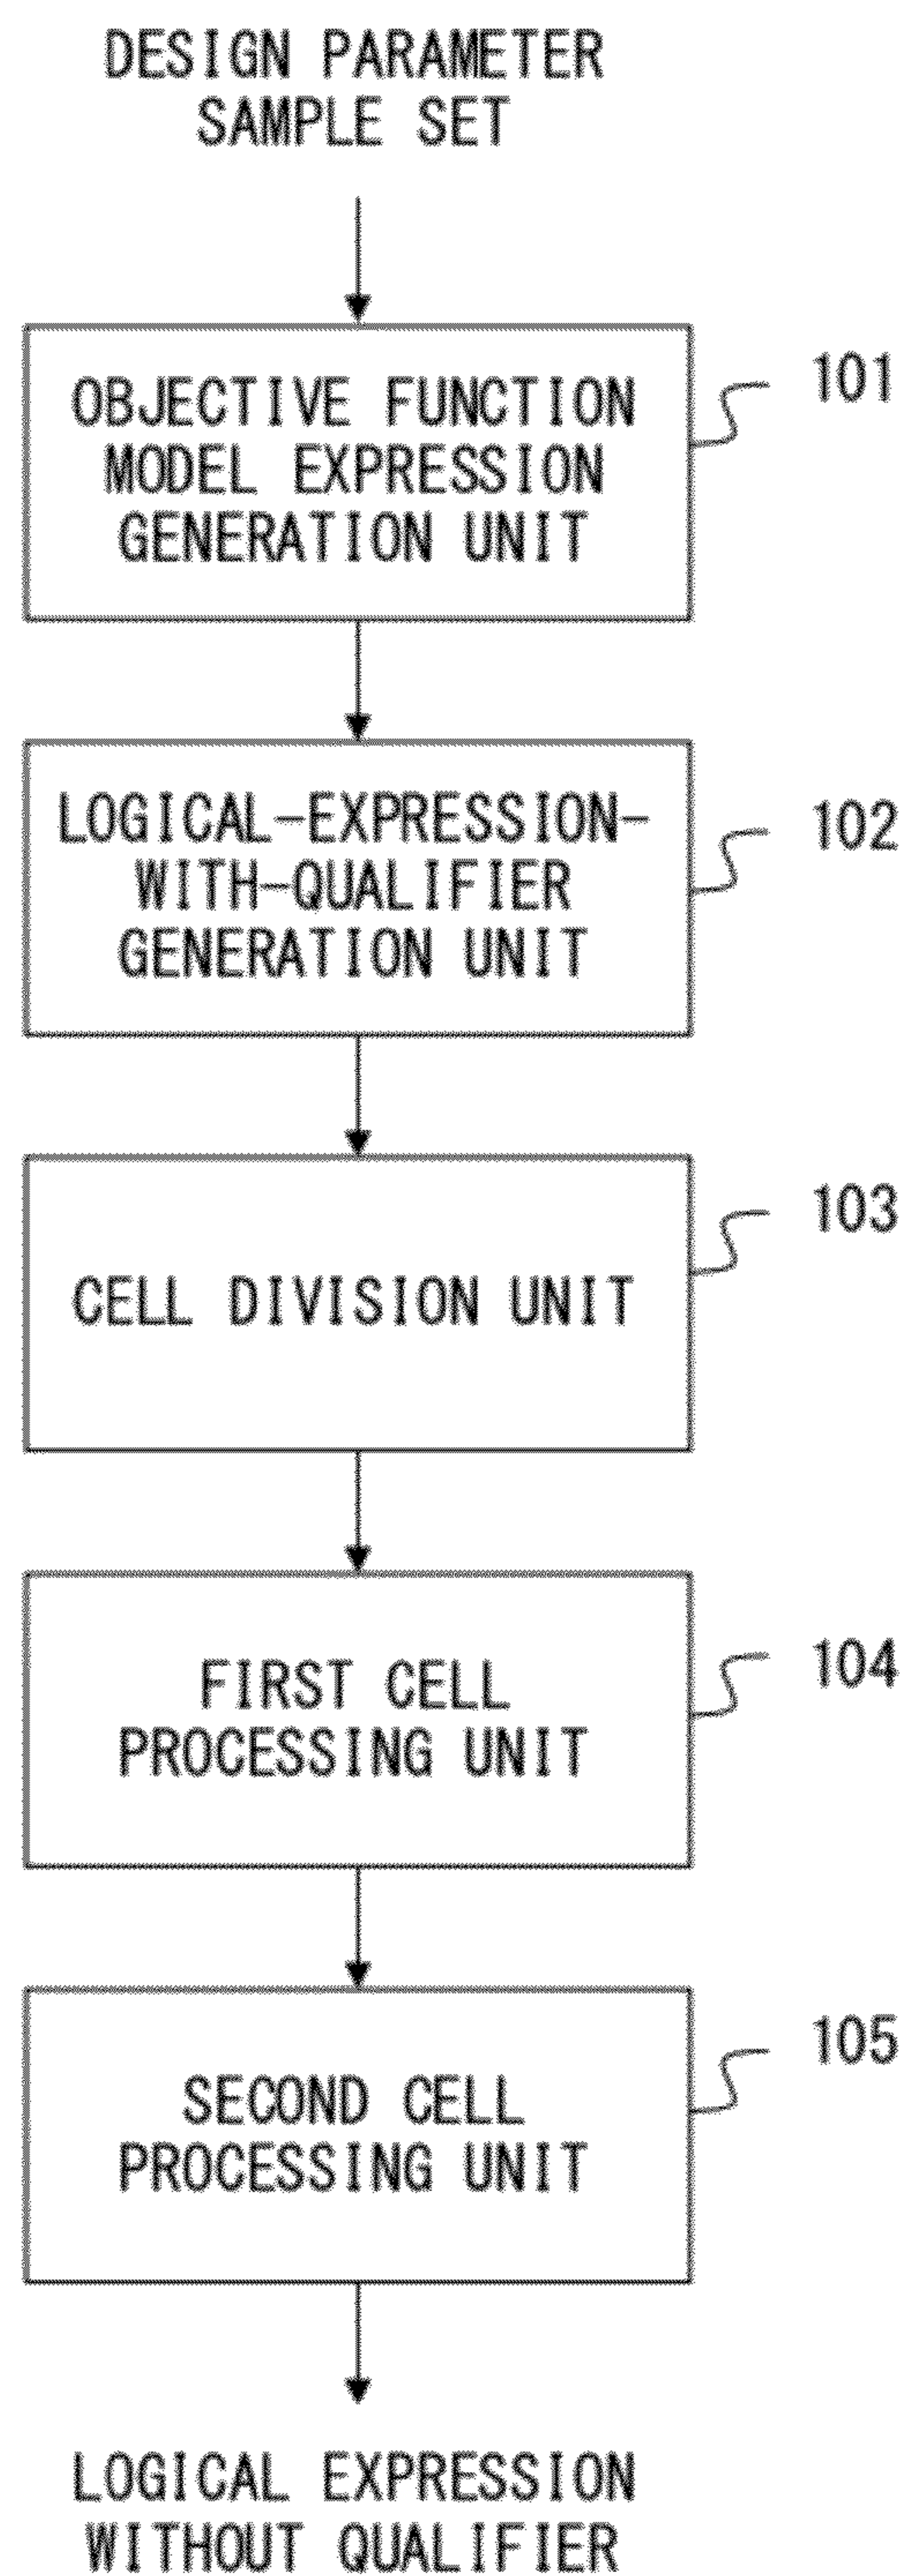 DESIGN PARAMETER
SAMPLE SET
101
OBJECTIVE FUNCTION
MODEL EXPRESSION
GENERATION UNIT
102
LOGICAL-EXPRESSION-
WITH-QUALIFIER
GENERATION UNIT
103
CELL DIVISION UNIT
104
FIRST CELL
PROCESSING UNIT
105
SECOND CELL
PROCESSING UNIT
LOGICAL EXPRESSION
WITHOUT QUALIFIER